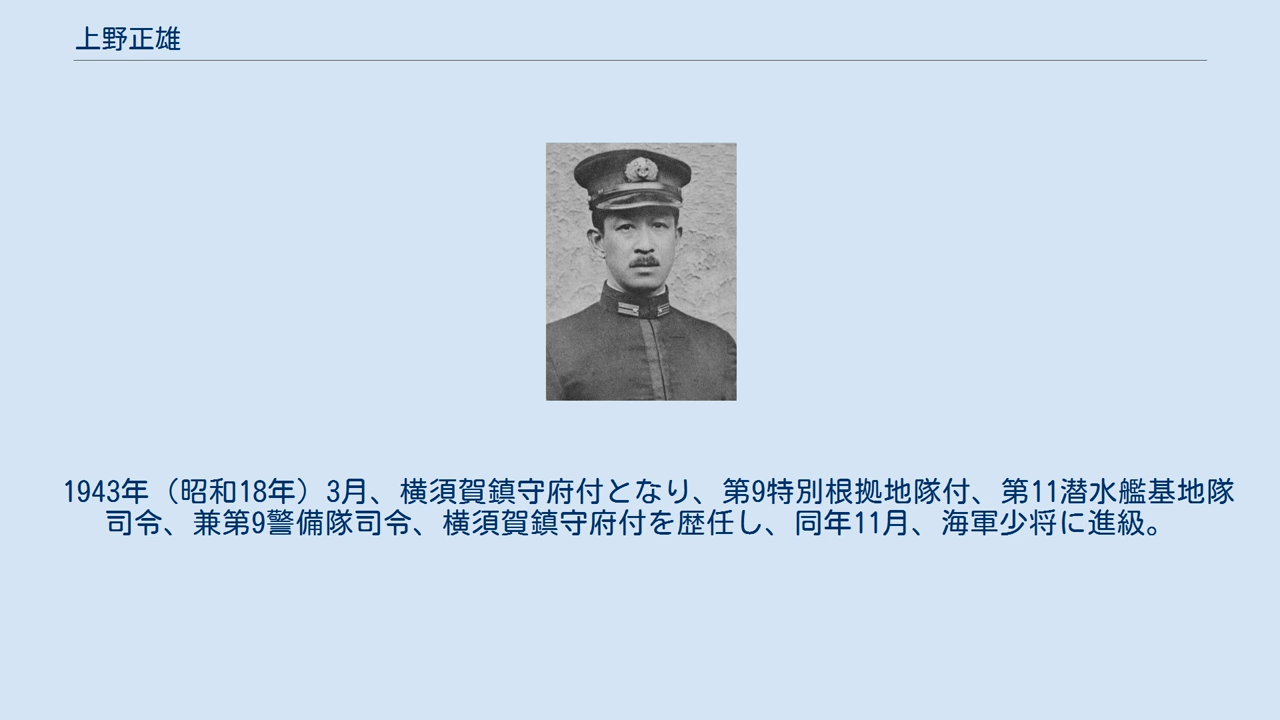 上野正雄
1943年（昭和18年）3月、横須賀鎮守府付となり、第9特別根拠地隊付、第11潜水艦基地隊
司令、兼第9警備隊司令、横須賀鎮守府付を歴任し、同年11月、海軍少将に進級。